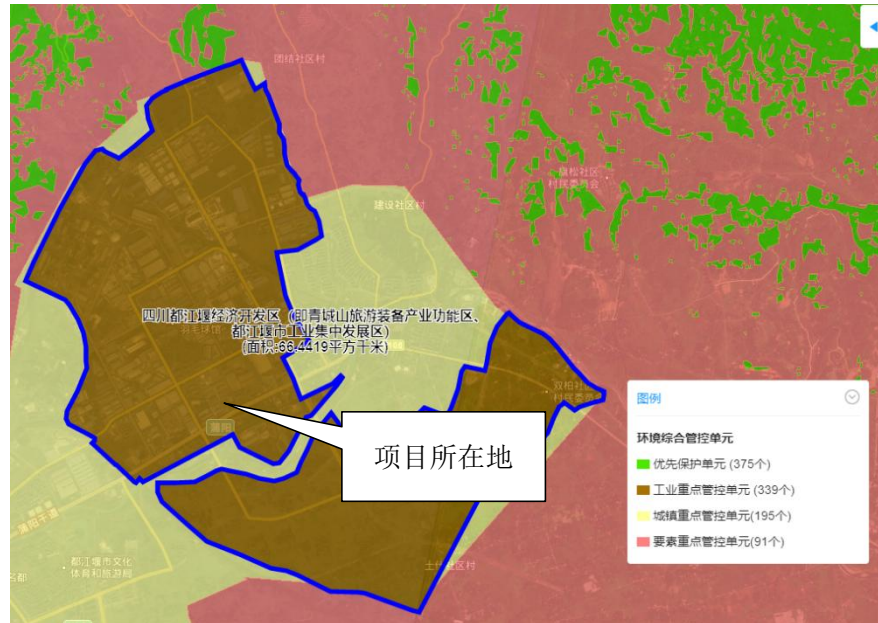 团结社区村
旗松社区
村民委员会
建设社区村
四川都江堰经济开发区（即青城山旅游装备产业功能区、
都江堰市工业集中发展区）
(面积:66.4419平方千米)
双柏社区
村民委员会
项目所在地
蒲阳
蒲阳干道
都江堰市文化
体育和旅游局
名都
图例
环境综合管控单元
优先保护单元 (375个)
工业重点管控单元 (339个)
城镇重点管控单元(195个)
要素重点管控单元(91个)